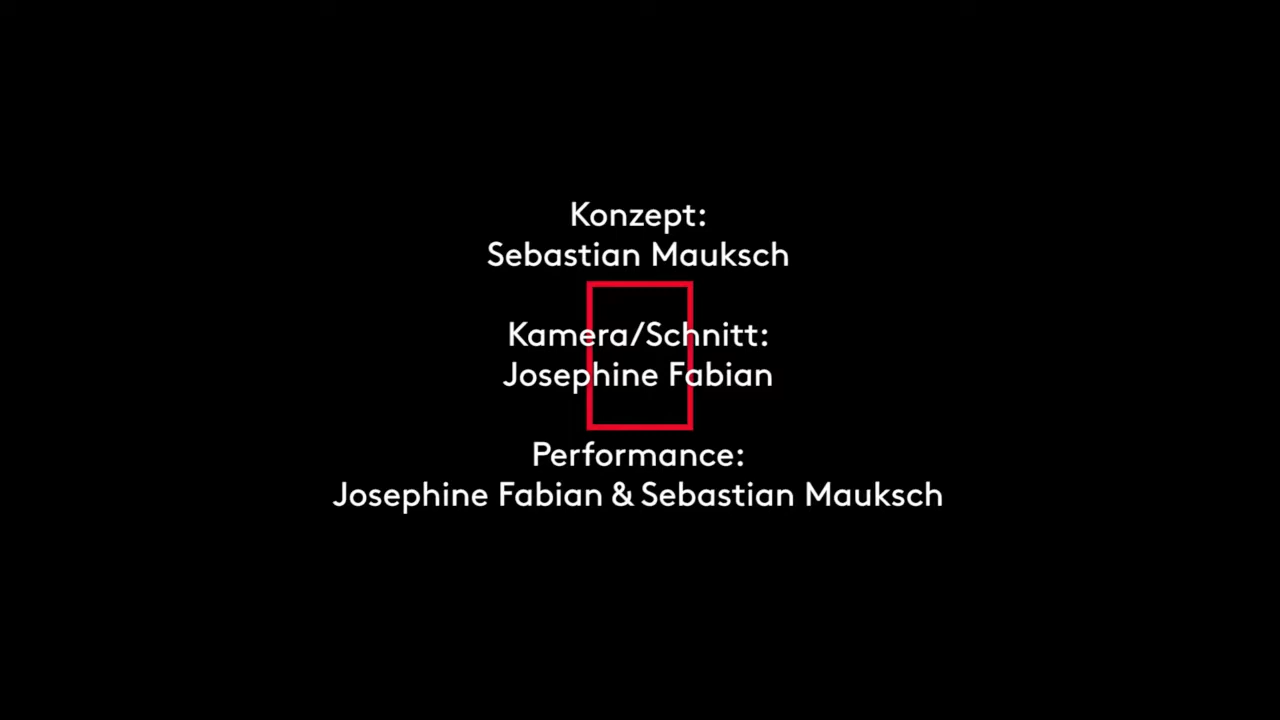 Konzept:
Sebastian Mauksch
Kamera/Schnitt:
Josephine Fabian
Performance:
Josephine Fabian & Sebastian Mauksch